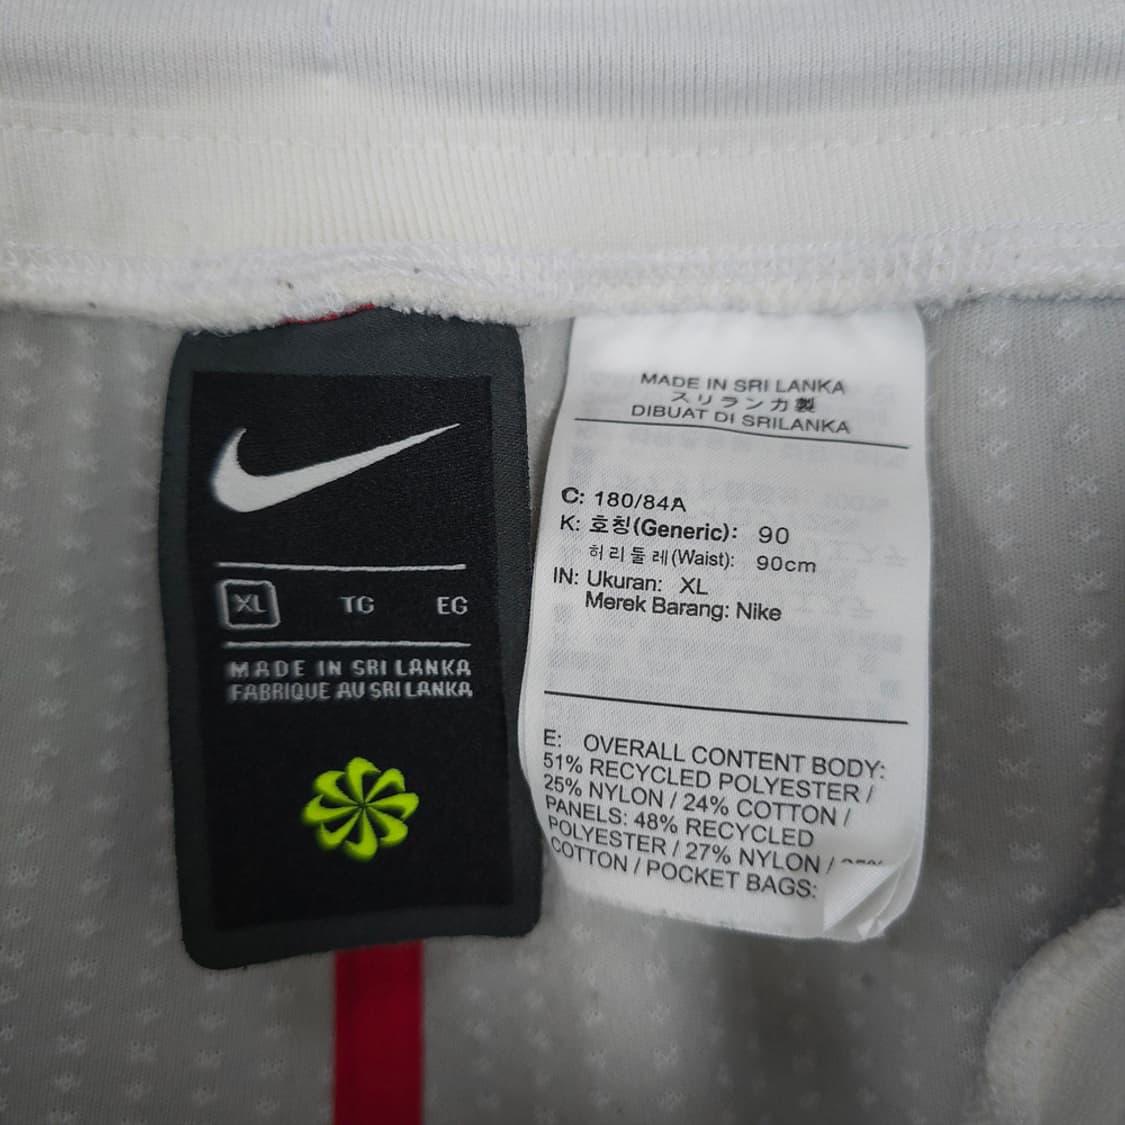 XL TG EG
MADE IN SRI LANKA
FABRIQUE AU SRI LANKA
MADE IN SRI LANKA
スリランカ製
DIBUAT DI SRILANKA
C: 180/84A
K: 호칭(Generic): 90
허리둘레(Waist): 90cm
IN: Ukuran: XL
Merek Barang: Nike
E: OVERALL CONTENT BODY:
51% RECYCLED POLYESTER /
25% NYLON / 24% COTTON /
PANELS: 48% RECYCLED
POLYESTER / 27% NYLON /
COTTON / POCKET BAGS: